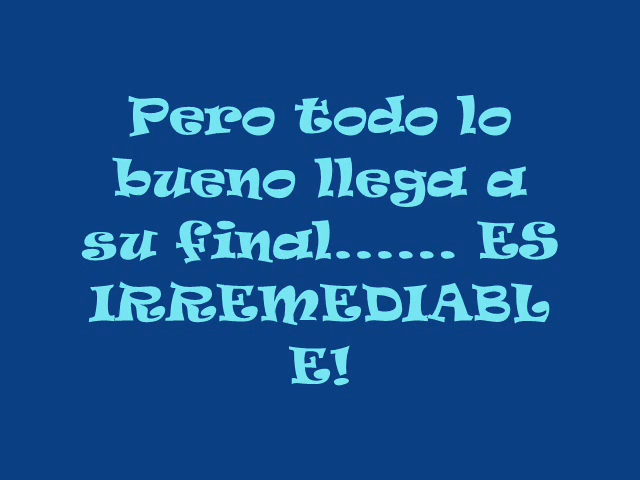 Pero todo lo
bueno llega a
su final...... ES
IRREMEDIABL
E!